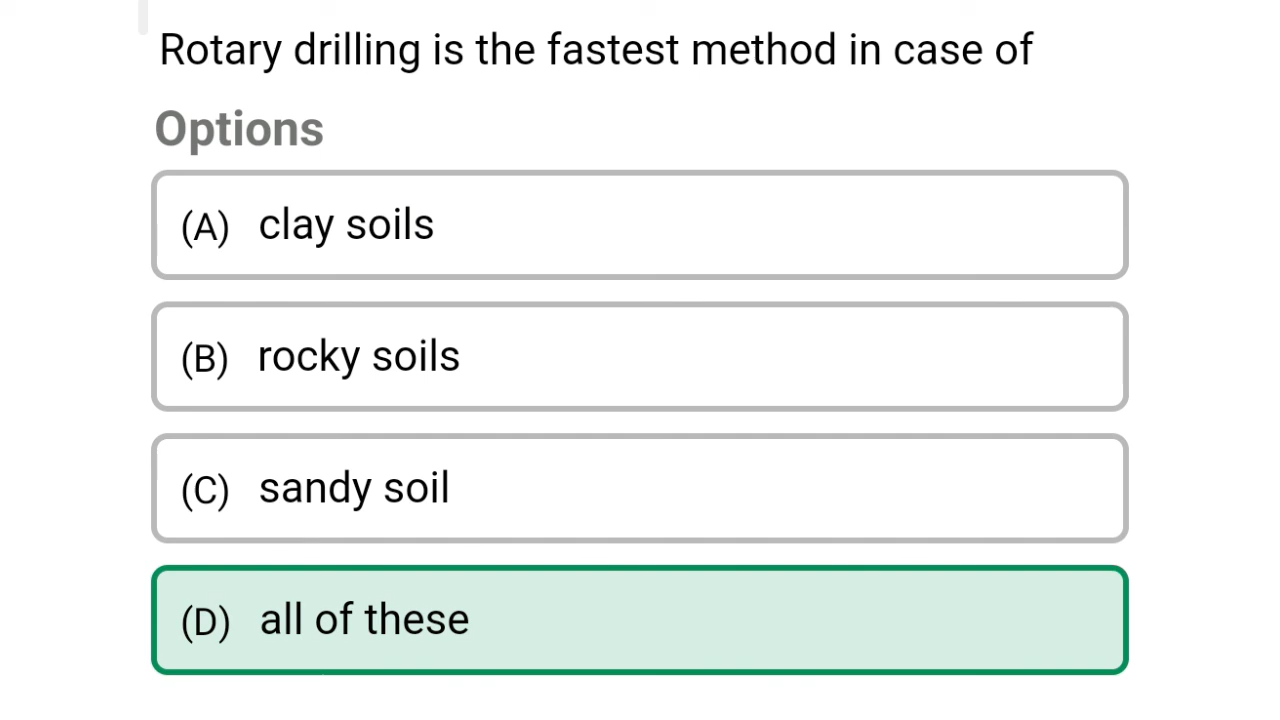 Rotary drilling is the fastest method in case of
Options
(A) clay soils
(B) rocky soils
(C) sandy soil
(D) all of these